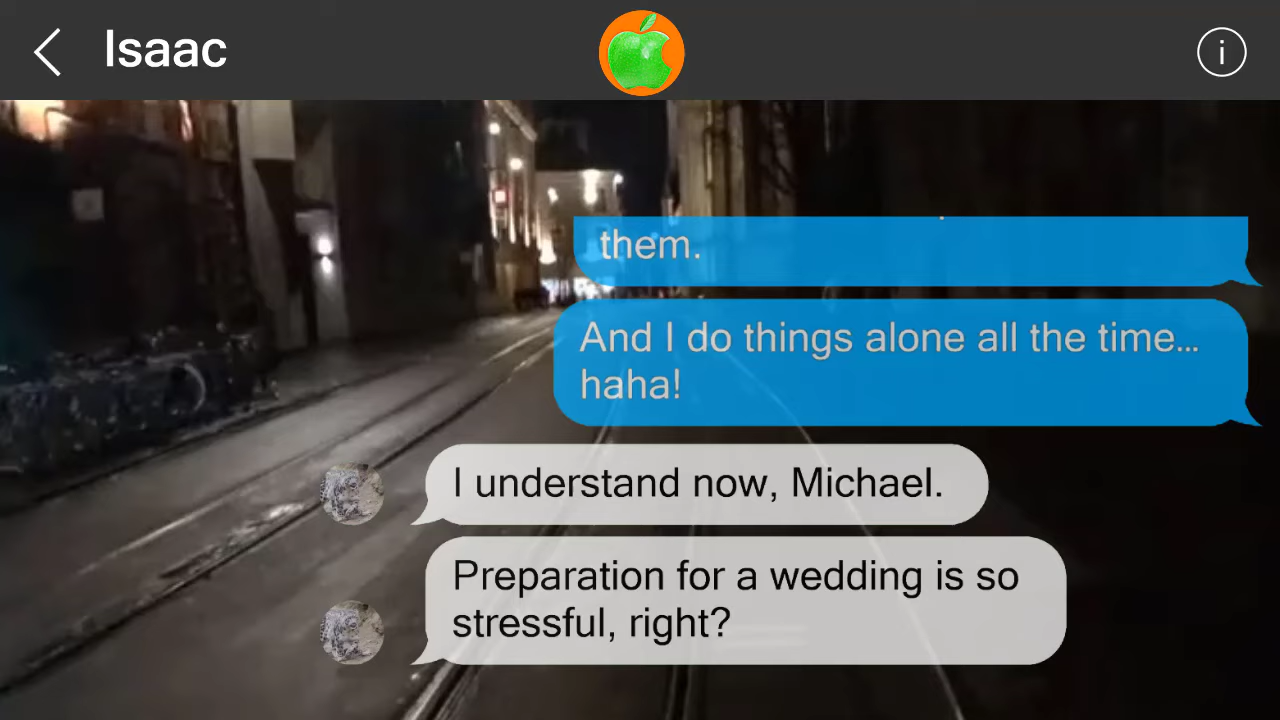 Isaac
i
them.
And I do things alone all the time...
haha!
I understand now, Michael.
Preparation for a wedding is so
stressful, right?